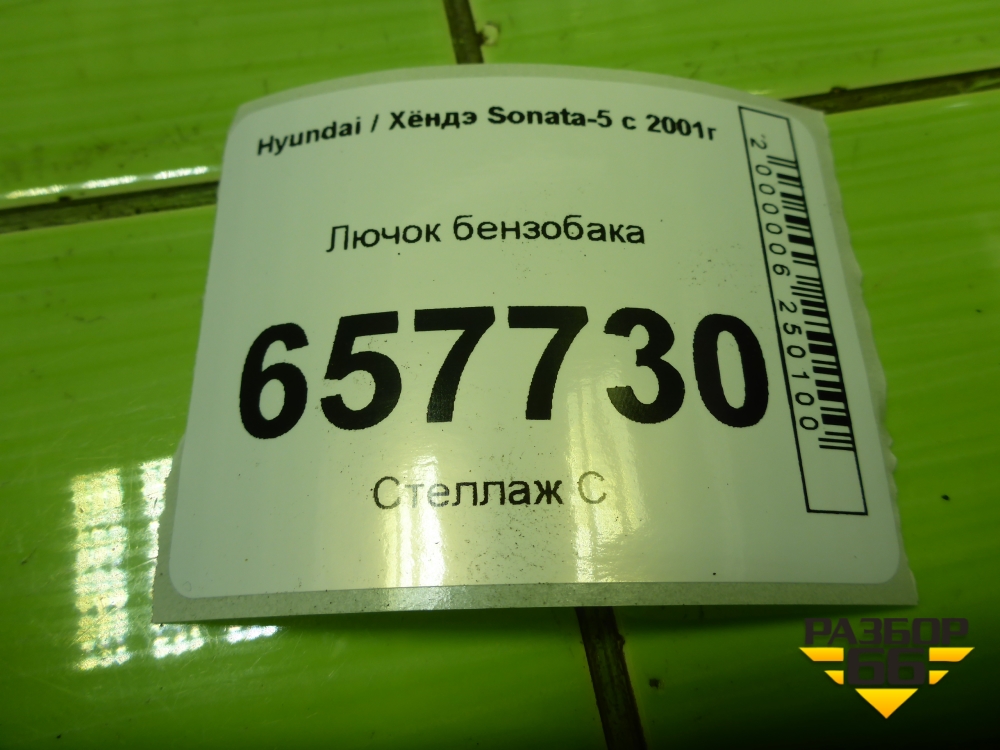 Hyundai / Хёндэ Sonata-5 с 2001г
Лючок бензобака
657730
Стеллаж С
2000006250100
РАЗБОР
66